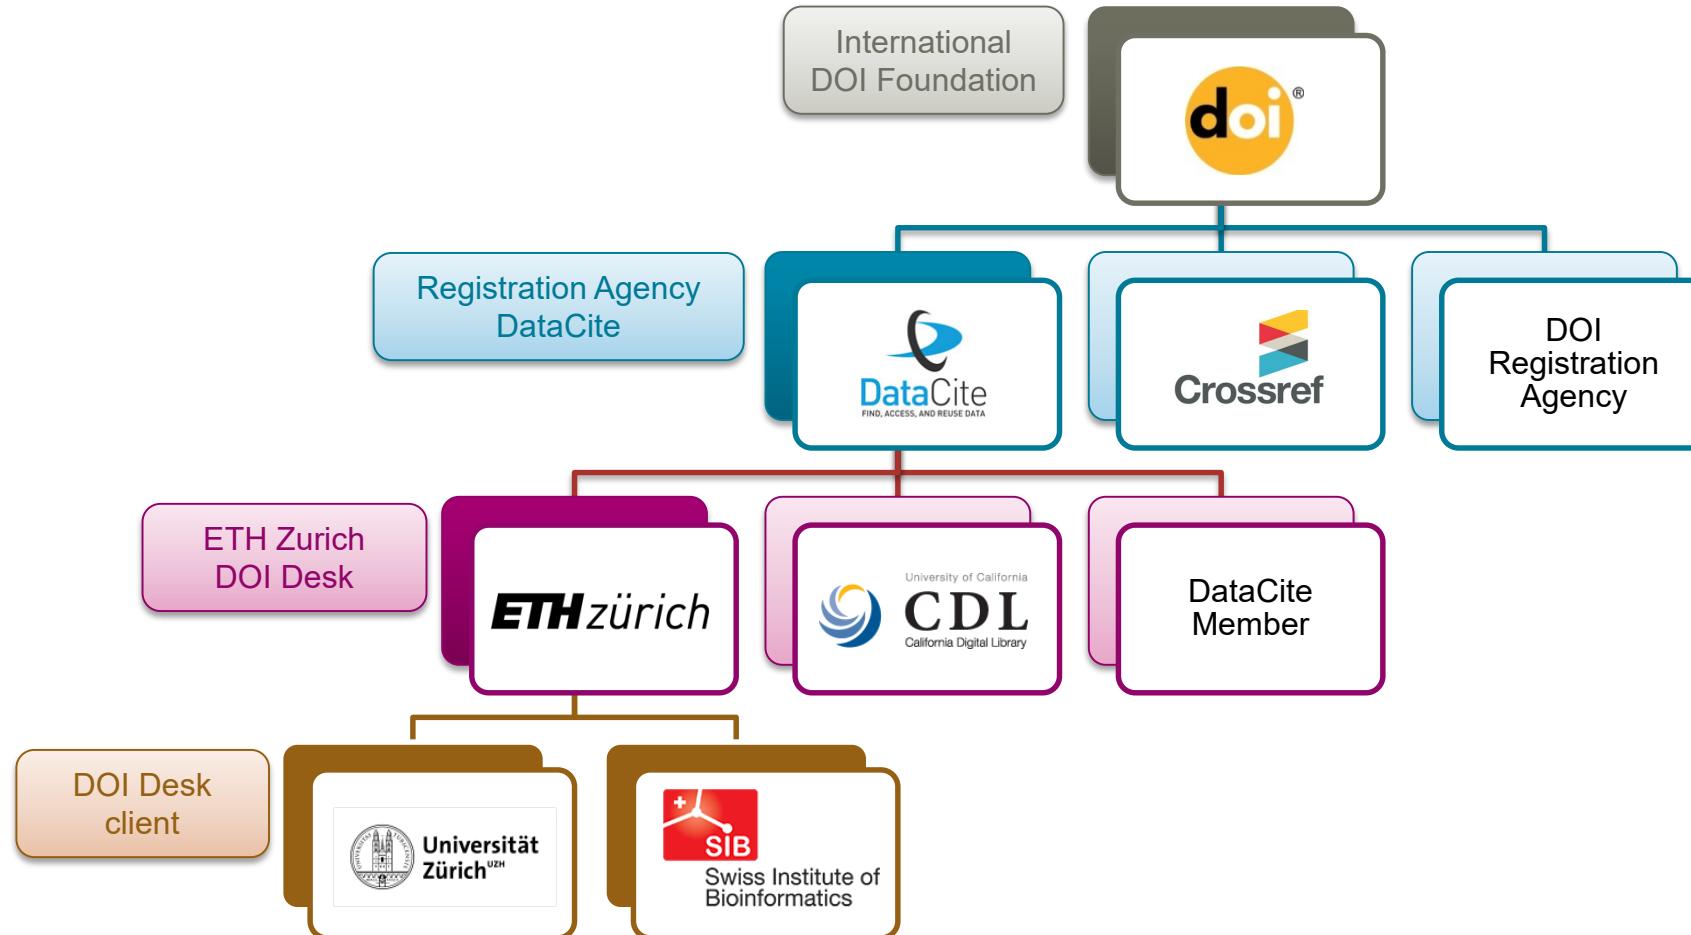 International
DOI Foundation
doi®
Registration Agency
DataCite
DataCite
FIND, ACCESS, AND REUSE DATA
Crossref
DOI
Registration
Agency
ETH Zurich
DOI Desk
ETH zürich
University of California
CDL
California Digital Library
DataCite
Member
DOI Desk
client
Universität
Zürich UZH
SIB
Swiss Institute of
Bioinformatics